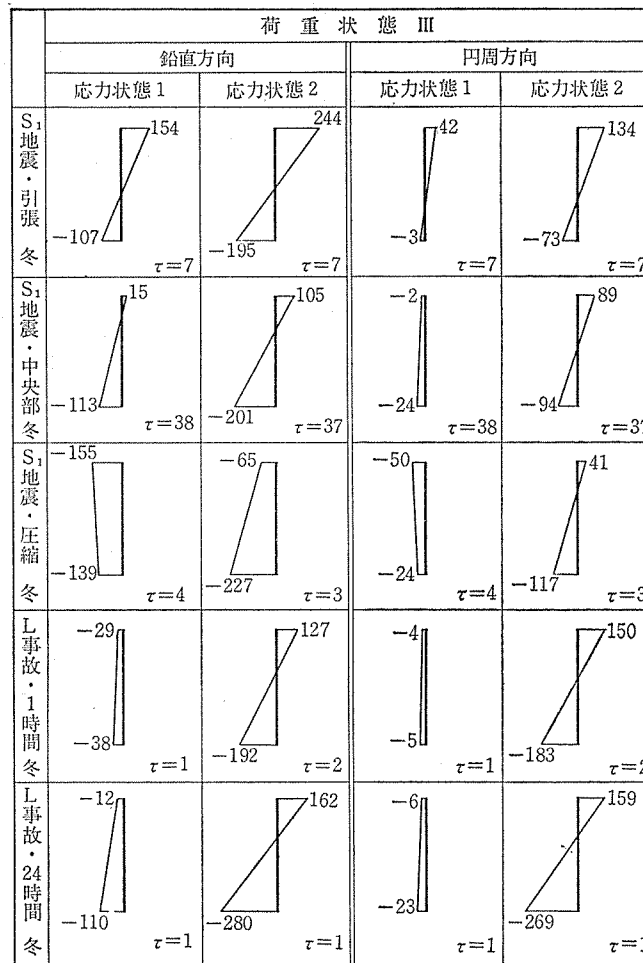 荷重状態 III
鉛直方向 円周方向
応力状態1 応力状態2 応力状態1 応力状態2
S₁地震・引張 冬
154 244 42 134
−107 −195 −3 −73
τ=7 τ=7 τ=7 τ=7
S₁地震・中央部 冬
15 105 −2 89
−113 −201 −24 −94
τ=38 τ=37 τ=38 τ=37
S₁地震・圧縮 冬
−155 −65 −50 41
−139 −227 −24 −117
τ=4 τ=3 τ=4 τ=3
L事故・1時間 冬
−29 127 −4 150
−38 −192 −5 −183
τ=1 τ=2 τ=1 τ=2
L事故・24時間 冬
−12 162 −6 159
−110 −280 −23 −269
τ=1 τ=1 τ=1 τ=1